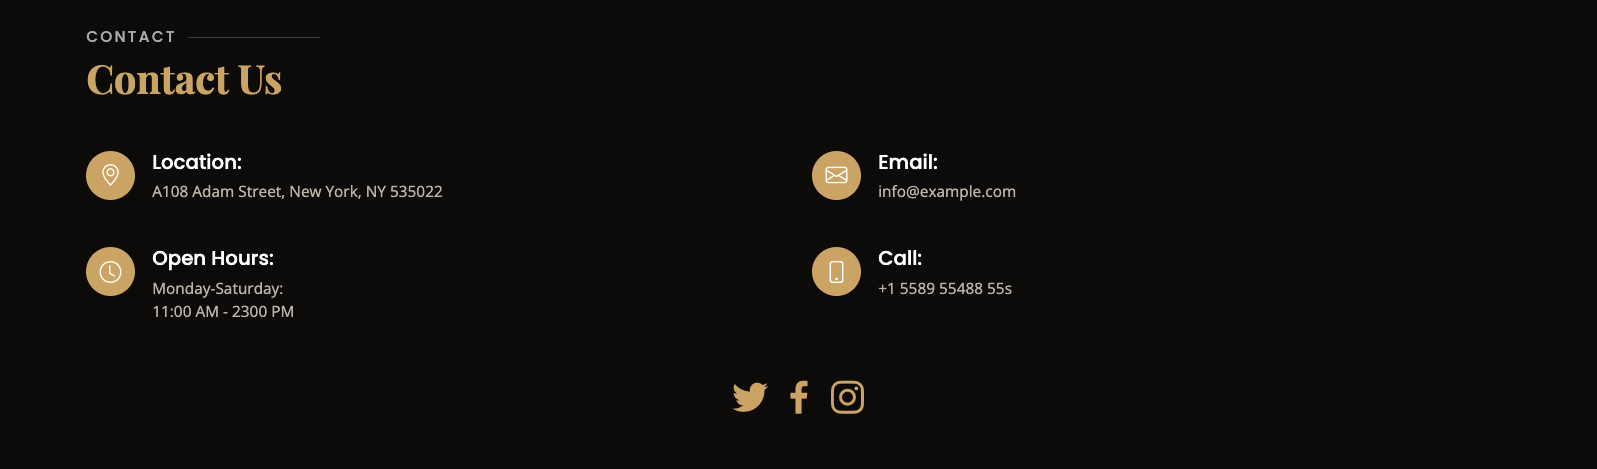 CONTACT
Contact Us
Location:
A108 Adam Street, New York, NY 535022
Email:
info@example.com
Open Hours:
Monday-Saturday:
11:00 AM - 2300 PM
Call:
+1 5589 55488 55s